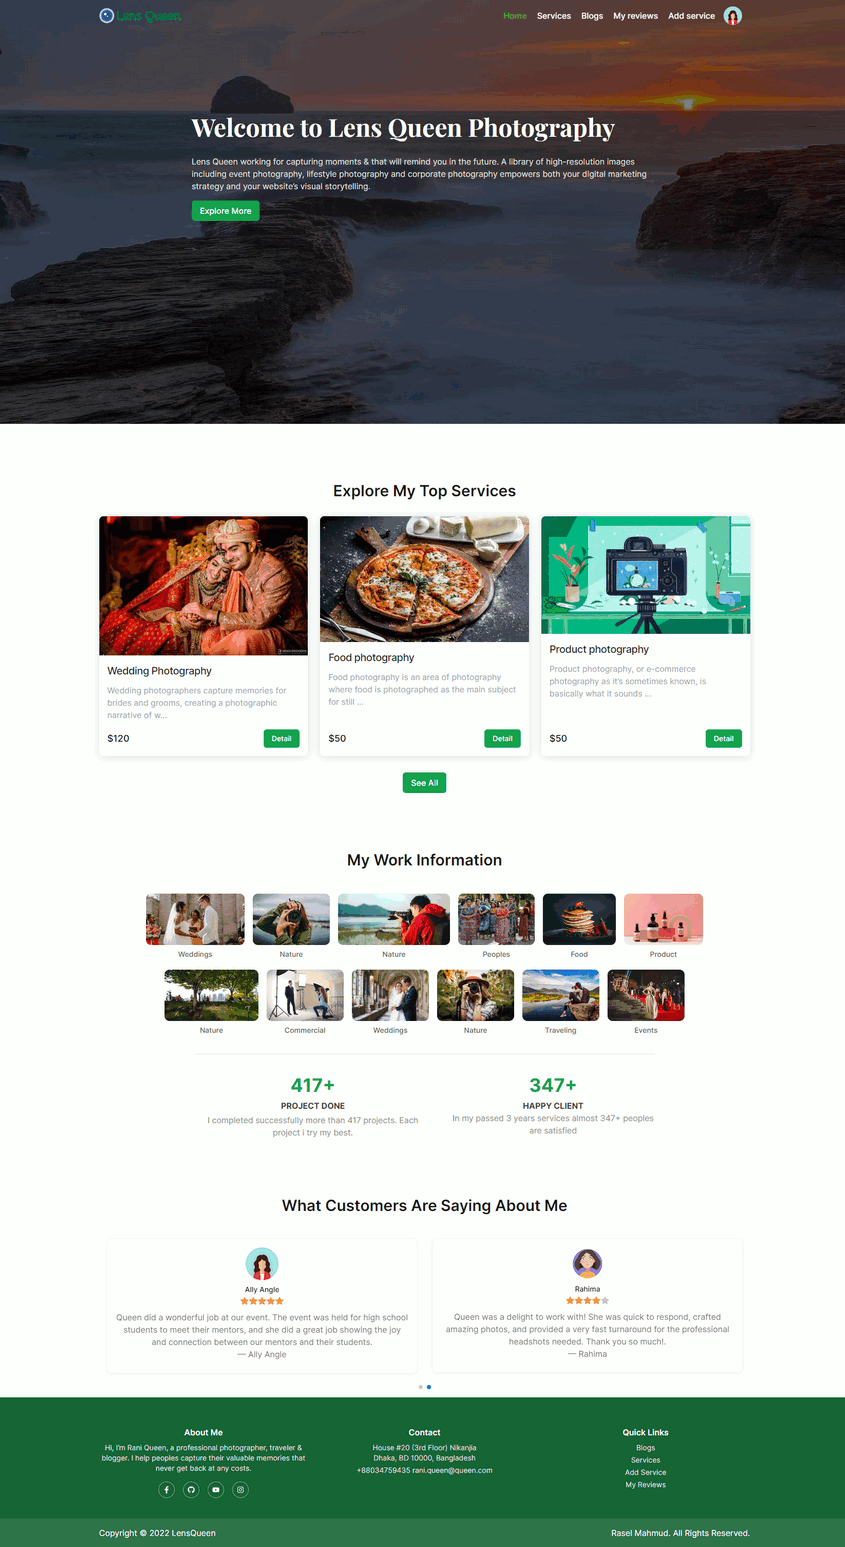 Lens Queen
Home Services Blogs My reviews Add service
Welcome to Lens Queen Photography
Lens Queen working for capturing moments & that will remind you in the future. A library of high-resolution images
including event photography, lifestyle photography and corporate photography empowers both your digital marketing
strategy and your website's visual storytelling.
Explore More
Explore My Top Services
Wedding Photography
Wedding photographers capture memories for
brides and grooms, creating a photographic
narrative of w...
$120 Detail
Food photography
Food photography is an area of photography
where food is photographed as the main subject
for still ...
$50 Detail
Product photography
Product photography, or e-commerce
photography as it's sometimes known, is
basically what it sounds ...
$50 Detail
See All
My Work Information
Weddings Nature Nature Peoples Food Product
Nature Commercial Weddings Nature Traveling Events
417+
PROJECT DONE
I completed successfully more than 417 projects. Each
project i try my best.
347+
HAPPY CLIENT
In my passed 3 years services almost 347+ peoples
are satisfied
What Customers Are Saying About Me
Ally Angle
Queen did a wonderful job at our event. The event was held for high school
students to meet their mentors, and she did a great job showing the joy
and connection between our mentors and their students.
— Ally Angle
Rahima
Queen was a delight to work with! She was quick to respond, crafted
amazing photos, and provided a very fast turnaround for the professional
headshots needed. Thank you so much!.
— Rahima
About Me
Hi, I'm Rani Queen, a professional photographer, traveler &
blogger. I help peoples capture their valuable memories that
never get back at any costs.
Contact
House #20 (3rd Floor) Nikanjia
Dhaka, BD 10000, Bangladesh
+88034759435 rani.queen@queen.com
Quick Links
Blogs
Services
Add Service
My Reviews
Copyright © 2022 LensQueen
Rasel Mahmud. All Rights Reserved.